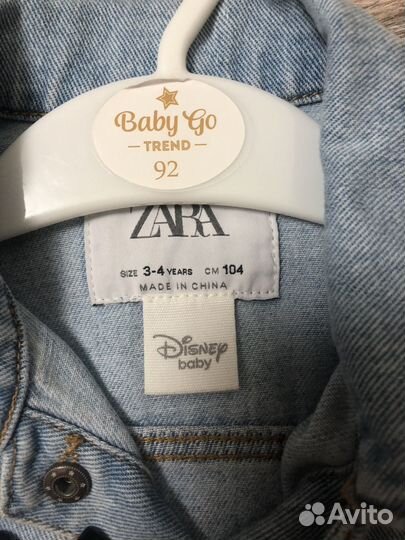 Baby Go
— TREND —
92
ZARA
SIZE 3-4 YEARS CM 104
MADE IN CHINA
Disney
baby
Avito